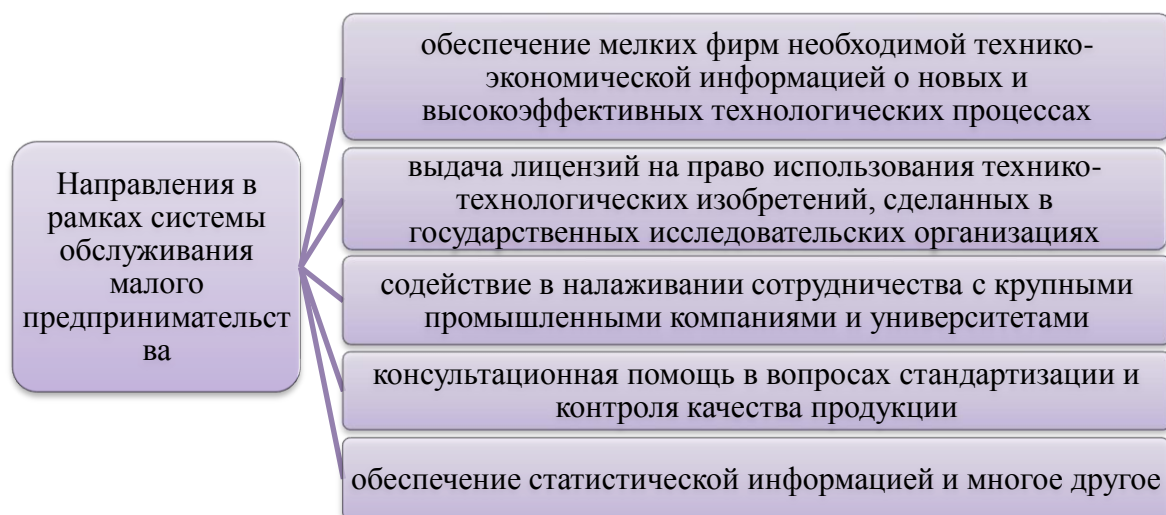 Направления в
рамках системы
обслуживания
малого
предпринимательст
ва
обеспечение мелких фирм необходимой технико-
экономической информацией о новых и
высокоэффективных технологических процессах
выдача лицензий на право использования технико-
технологических изобретений, сделанных в
государственных исследовательских организациях
содействие в налаживании сотрудничества с крупными
промышленными компаниями и университетами
консультационная помощь в вопросах стандартизации и
контроля качества продукции
обеспечение статистической информацией и многое другое